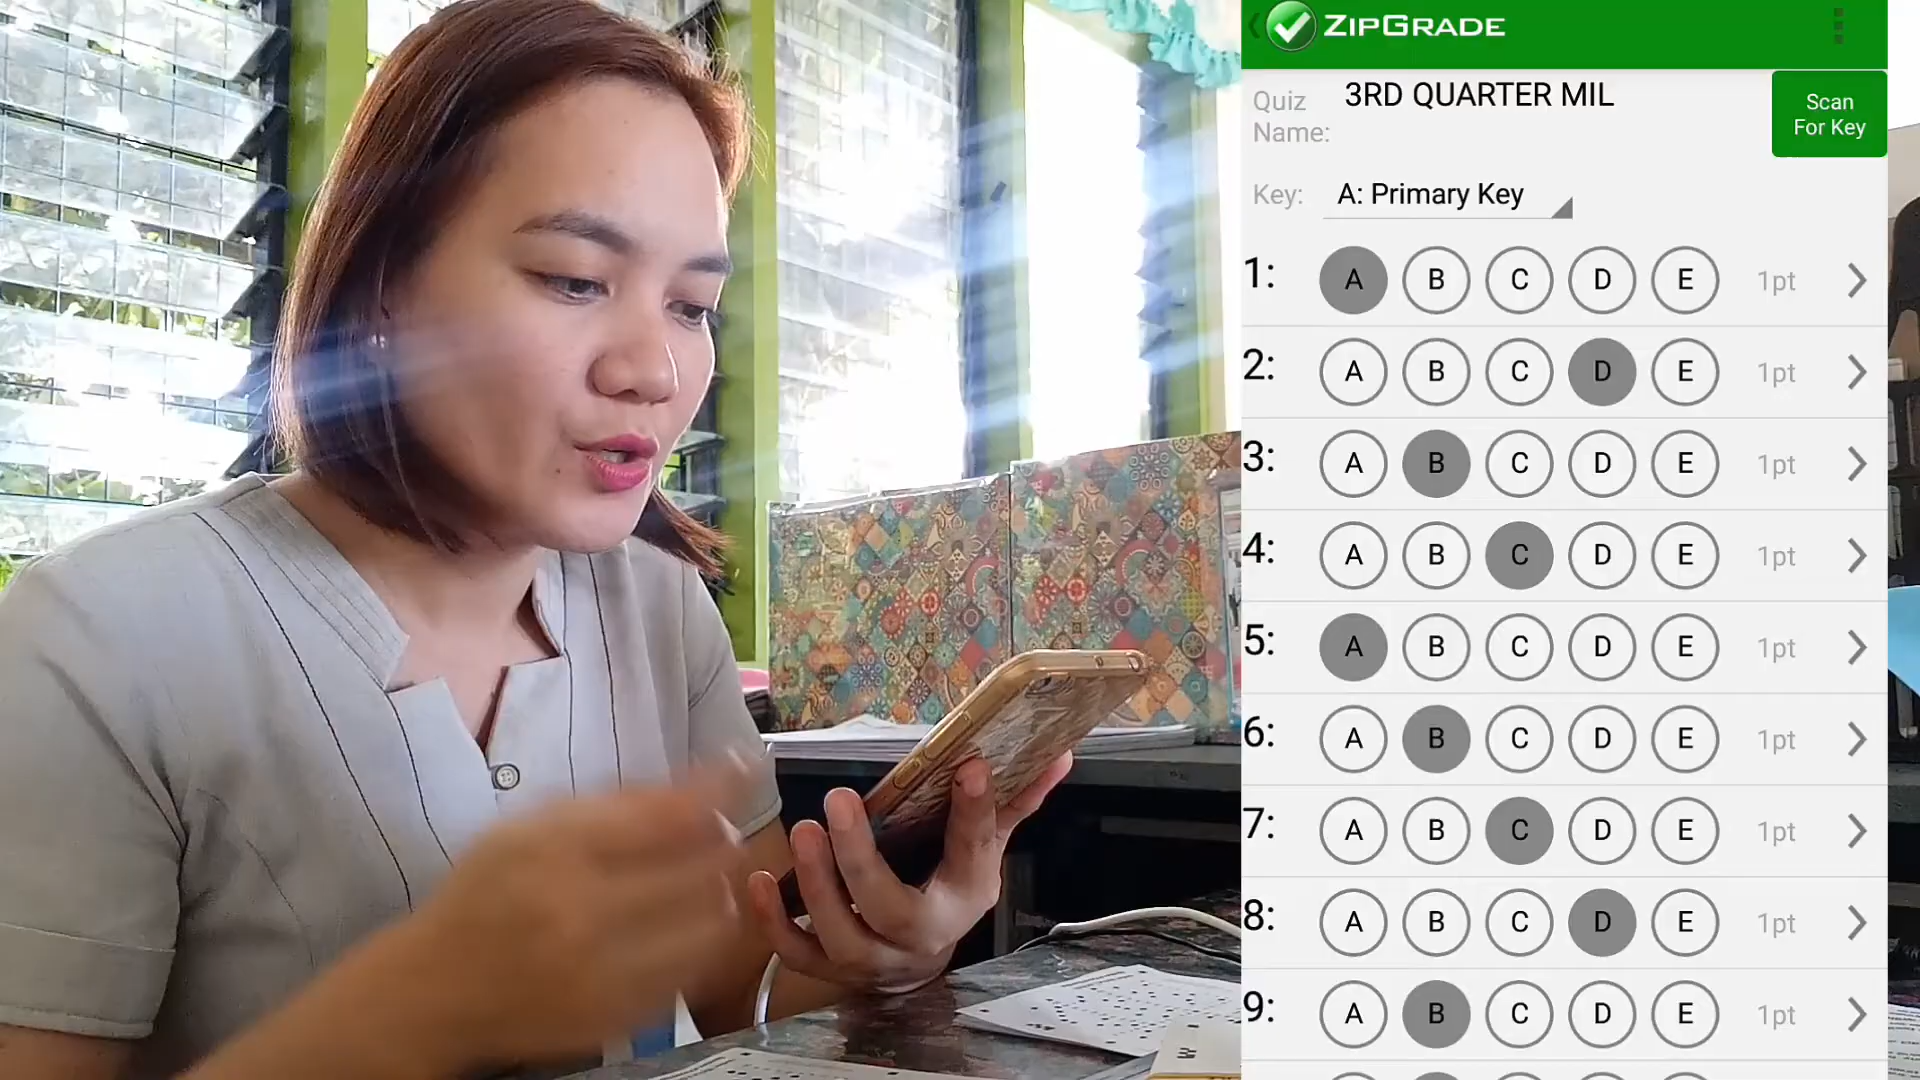 ZIPGRADE
Quiz Name: 3RD QUARTER MIL
Scan For Key
Key: A: Primary Key
1: A B C D E 1pt
2: A B C D E 1pt
3: A B C D E 1pt
4: A B C D E 1pt
5: A B C D E 1pt
6: A B C D E 1pt
7: A B C D E 1pt
8: A B C D E 1pt
9: A B C D E 1pt